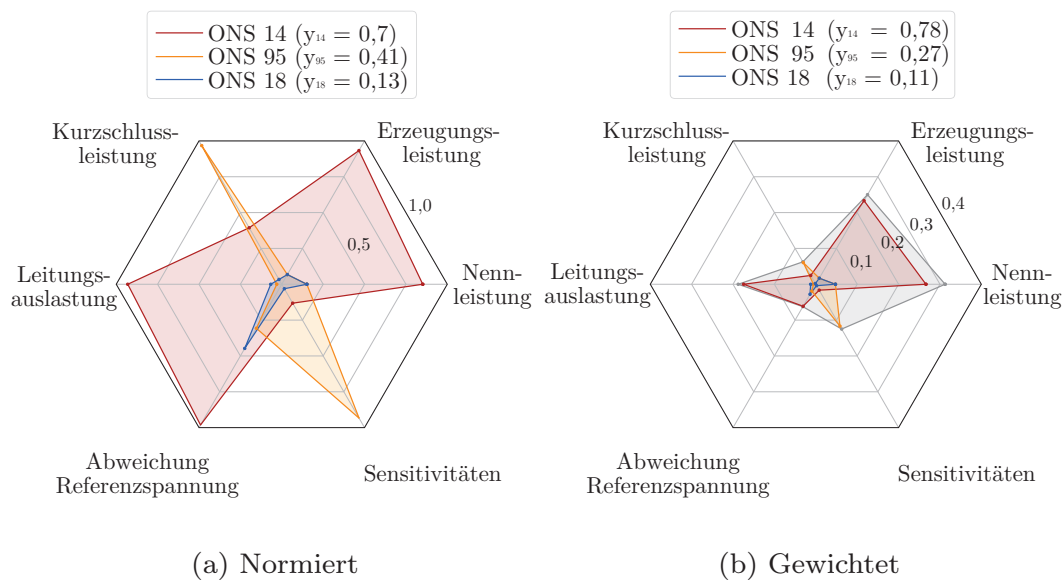 ONS 14 (y₁₄ = 0,7)
ONS 95 (y₉₅ = 0,41)
ONS 18 (y₁₈ = 0,13)
Kurzschluss-
leistung
Erzeugungs-
leistung
1,0
0,5
Leitungs-
auslastung
Nenn-
leistung
Abweichung
Referenzspannung
Sensitivitäten
(a) Normiert
ONS 14 (y₁₄ = 0,78)
ONS 95 (y₉₅ = 0,27)
ONS 18 (y₁₈ = 0,11)
Kurzschluss-
leistung
Erzeugungs-
leistung
0,4
0,3
0,2
0,1
Leitungs-
auslastung
Nenn-
leistung
Abweichung
Referenzspannung
Sensitivitäten
(b) Gewichtet